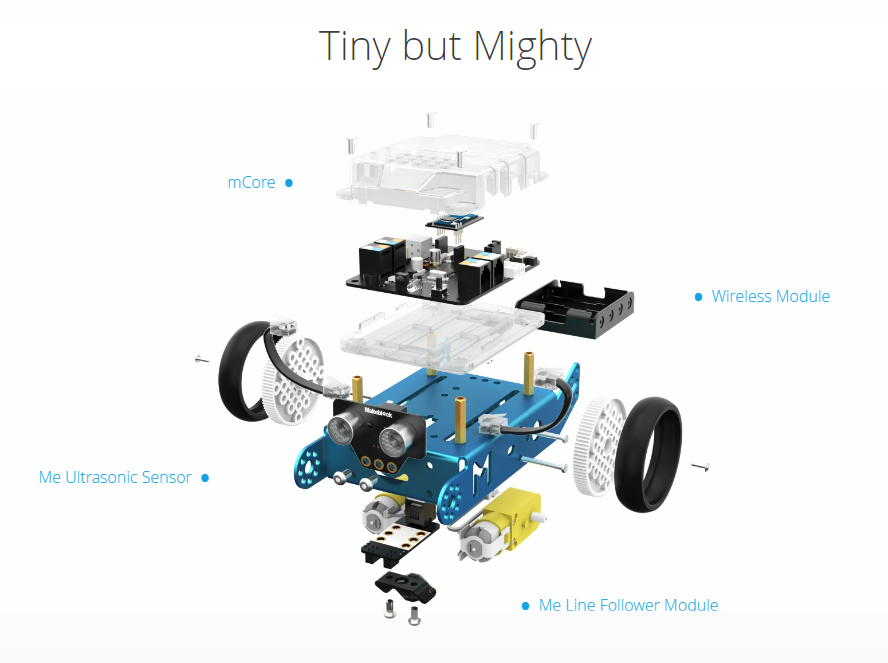 Tiny but Mighty
mCore
Wireless Module
Makeblock
Me Ultrasonic Sensor
Me Line Follower Module